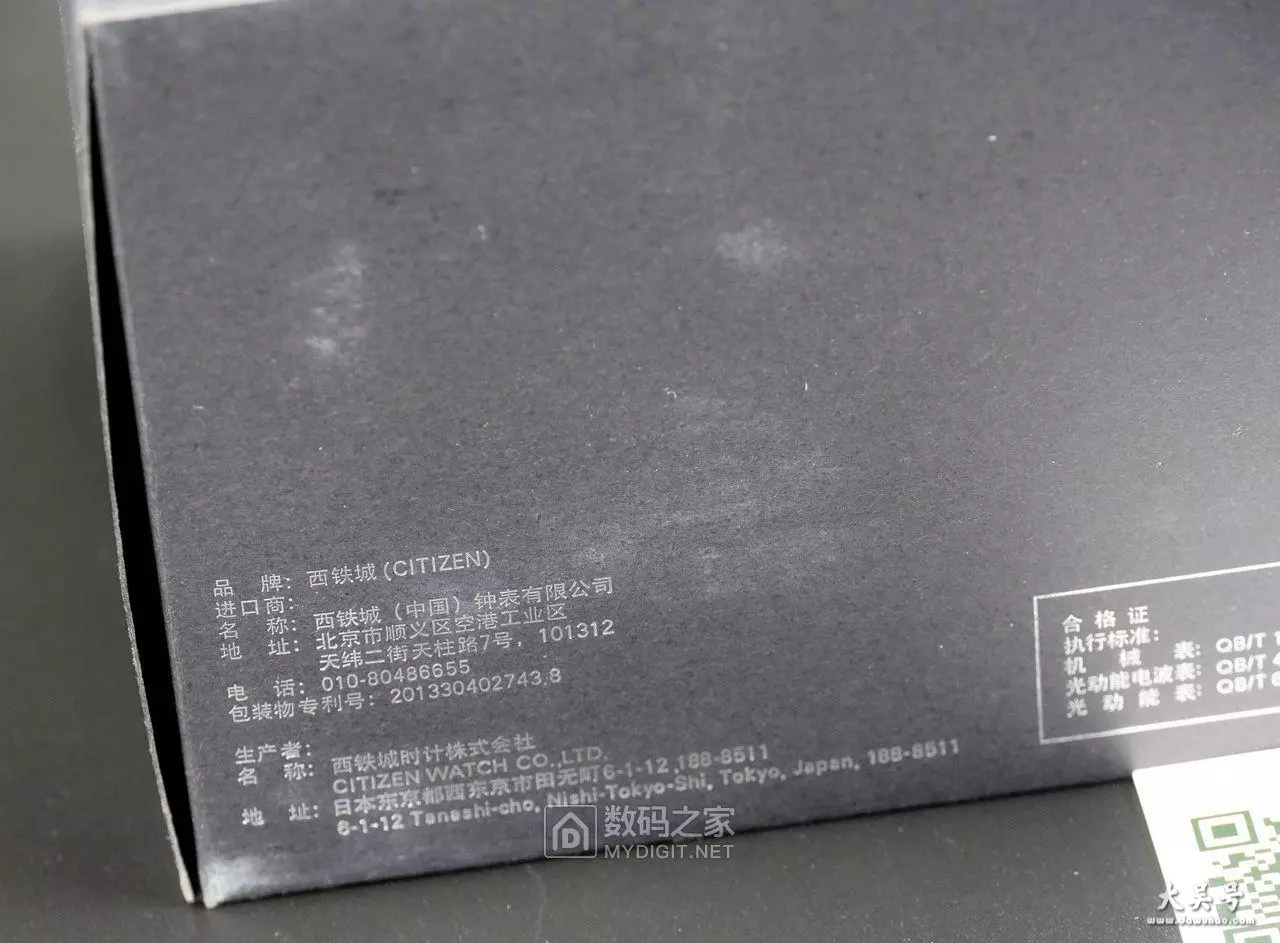 品 牌：西铁城(CITIZEN)
进口商：
名 称：西铁城（中国）钟表有限公司
地 址：北京市顺义区空港工业区
天纬二街天柱路7号，101312
电 话：010-80486655
包装物专利号：201330402743.8
生产者：
名 称：西铁城时计株式会社
CITIZEN WATCH CO.,LTD.
地 址：日本东京都西东京市田无町6-1-12,188-8511
6-1-12 Tanashi-cho, Nishi-Tokyo-Shi, Tokyo, Japan, 188-8511
合格证
执行标准：
机 械 表：QB/T
光动能电波表：QB/T
光 动 能 表：QB/T
数码之家
MYDIGIT.NET
大吴号
www.dawuhao.com